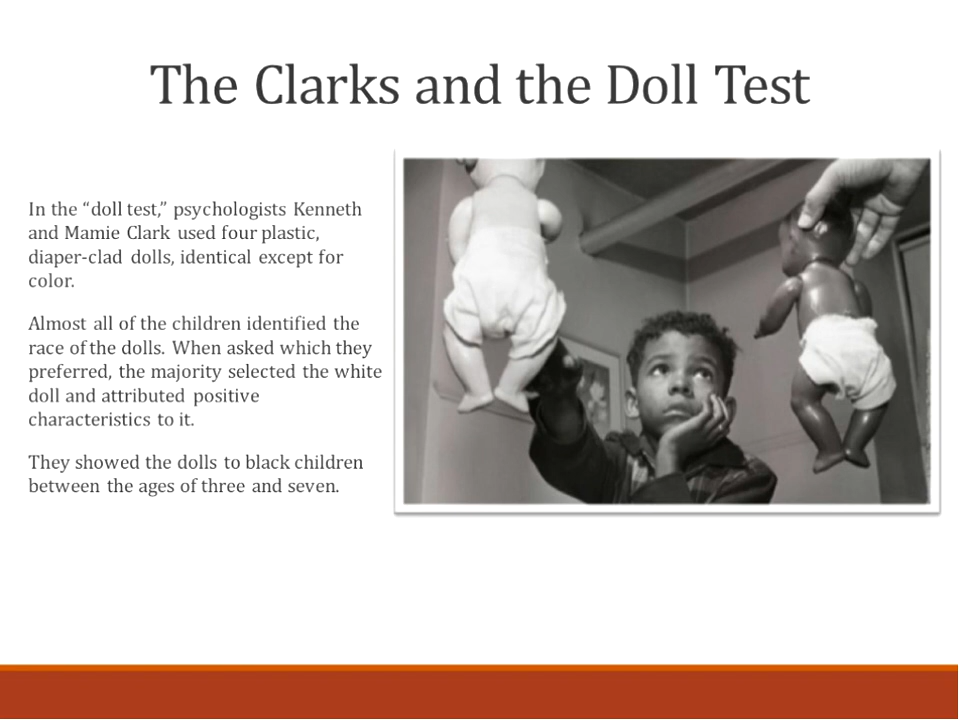 The Clarks and the Doll Test
In the “doll test,” psychologists Kenneth
and Mamie Clark used four plastic,
diaper-clad dolls, identical except for
color.
Almost all of the children identified the
race of the dolls. When asked which they
preferred, the majority selected the white
doll and attributed positive
characteristics to it.
They showed the dolls to black children
between the ages of three and seven.